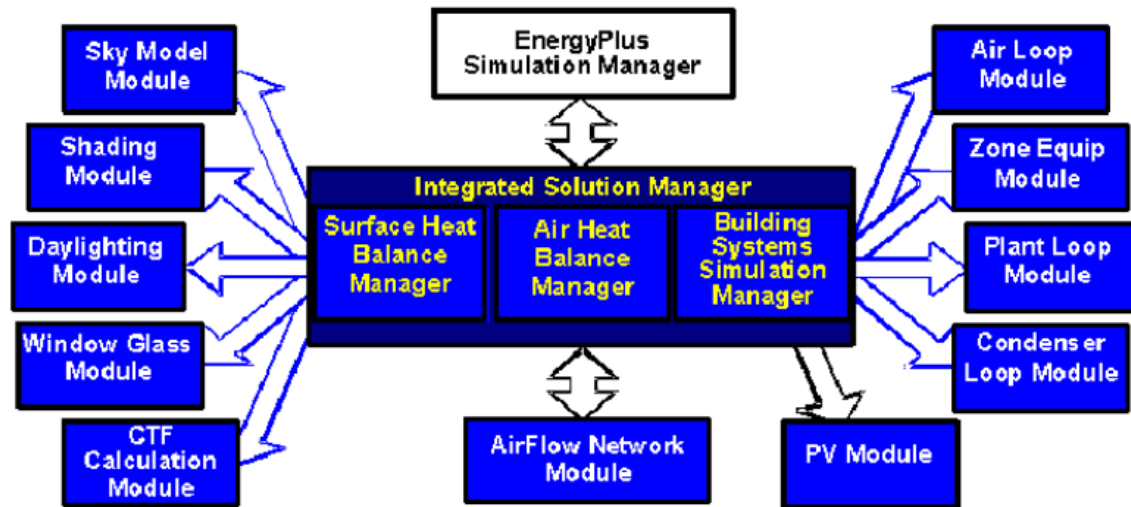 EnergyPlus
Simulation Manager
Sky Model
Module
Shading
Module
Daylighting
Module
Window Glass
Module
CTF
Calculation
Module
Integrated Solution Manager
Surface Heat
Balance
Manager
Air Heat
Balance
Manager
Building
Systems
Simulation
Manager
AirFlow Network
Module
PV Module
Air Loop
Module
Zone Equip
Module
Plant Loop
Module
Condenser
Loop Module